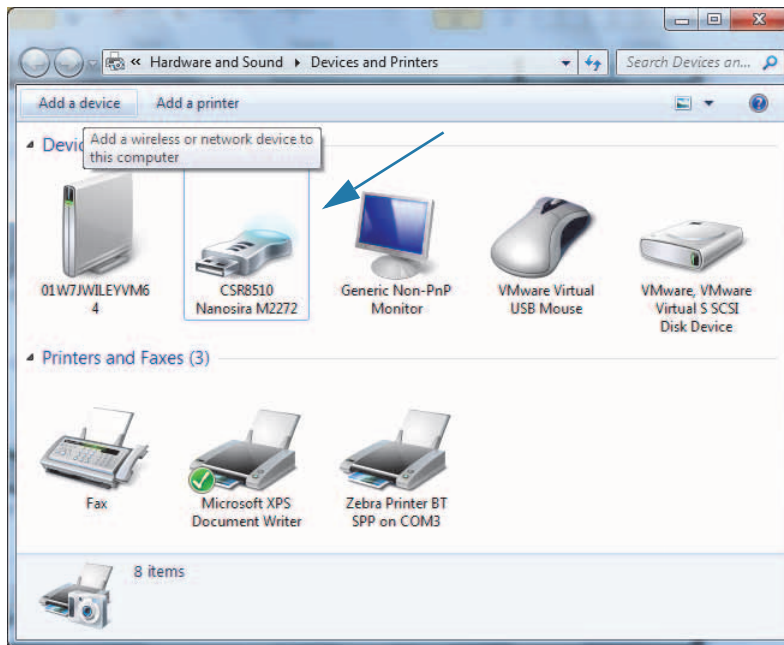 « Hardware and Sound ▸ Devices and Printers
Search Devices an...
Add a device
Add a printer
Devic
Add a wireless or network device to
this computer
01W7JWILEYVM6
4
CSR8510
Nanosira M2272
Generic Non-PnP
Monitor
VMware Virtual
USB Mouse
VMware, VMware
Virtual S SCSI
Disk Device
Printers and Faxes (3)
Fax
Microsoft XPS
Document Writer
Zebra Printer BT
SPP on COM3
8 items